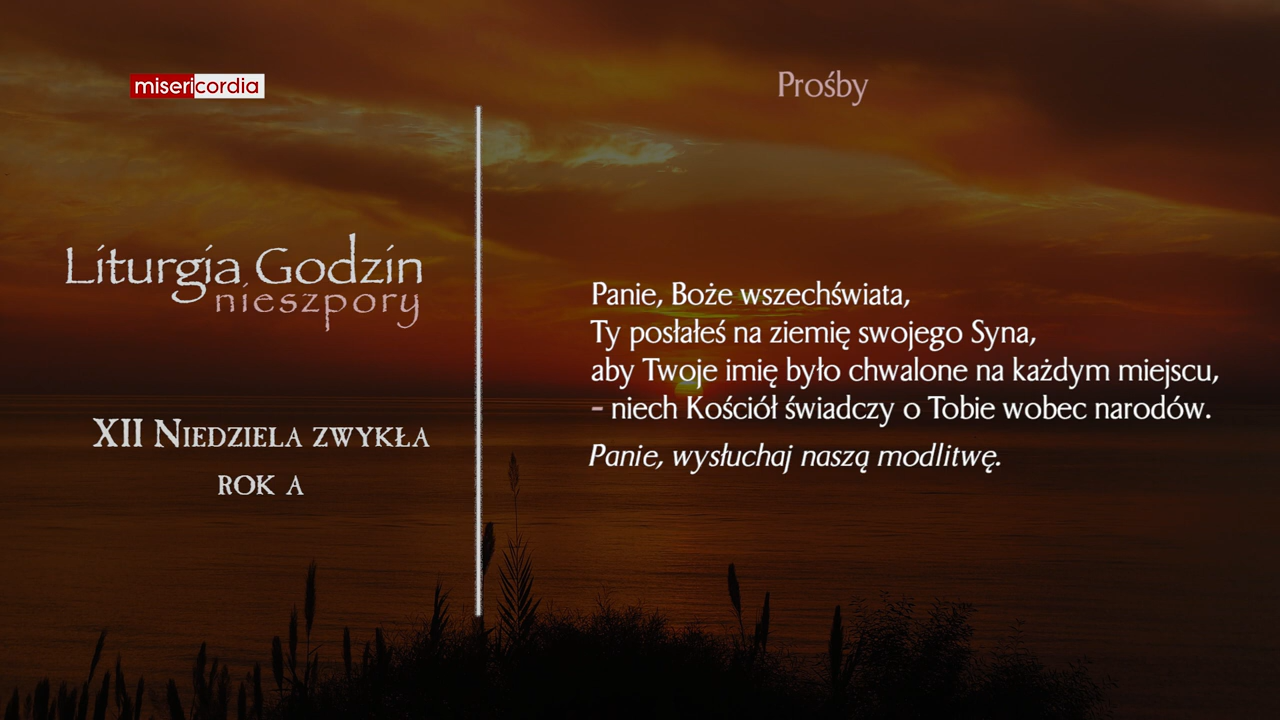 misericordia
Prośby
Liturgia Godzin
nieszpory
XII Niedziela zwykła
rok a
Panie, Boże wszechświata,
Ty posłałeś na ziemię swojego Syna,
aby Twoje imię było chwalone na każdym miejscu,
- niech Kościół świadczy o Tobie wobec narodów.
Panie, wysłuchaj naszą modlitwę.